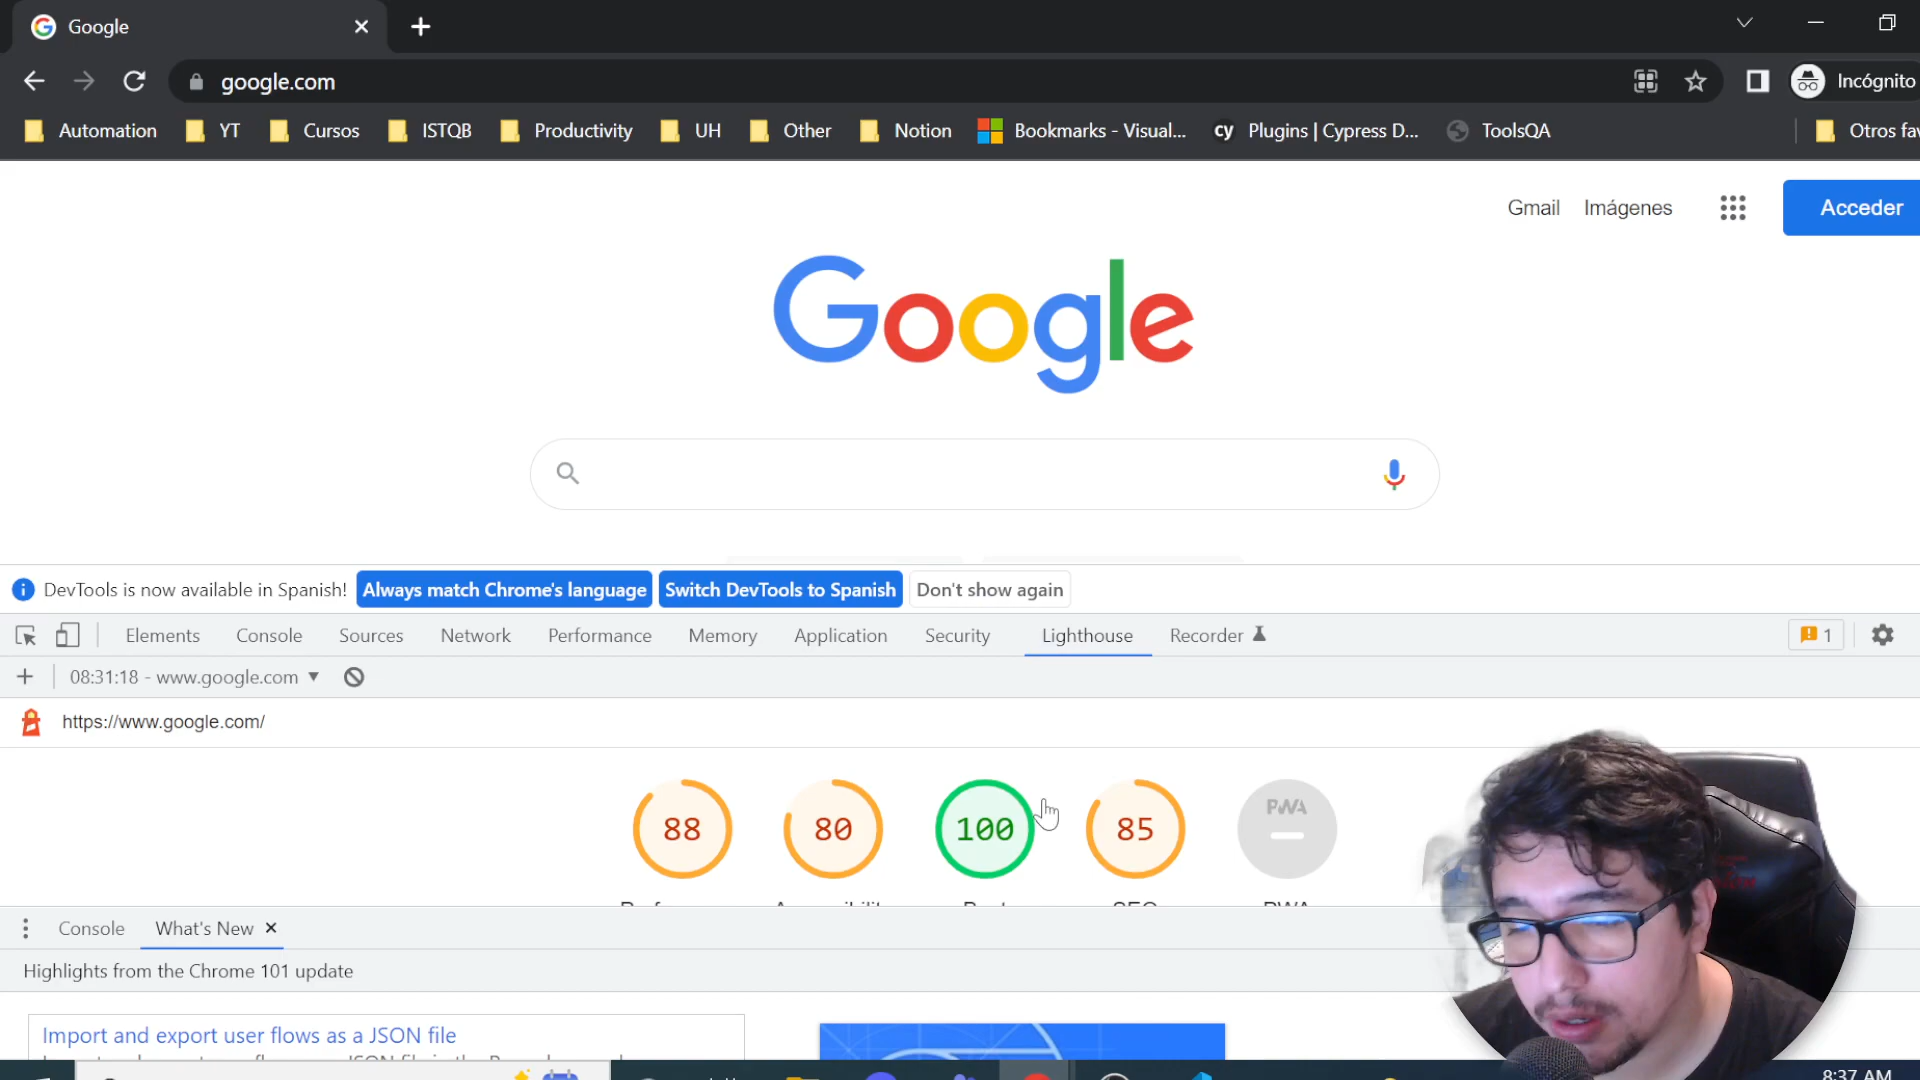 Google
google.com
Incógnito
Automation YT Cursos ISTQB Productivity UH Other Notion Bookmarks - Visual... cy Plugins | Cypress D... ToolsQA Otros fav
Gmail Imágenes Acceder
Google
DevTools is now available in Spanish! Always match Chrome's language Switch DevTools to Spanish Don't show again
Elements Console Sources Network Performance Memory Application Security Lighthouse Recorder 1
08:31:18 - www.google.com
https://www.google.com/
88 80 100 85 PWA
SEO PWA
Console What's New
Highlights from the Chrome 101 update
Import and export user flows as a JSON file
8:37 AM